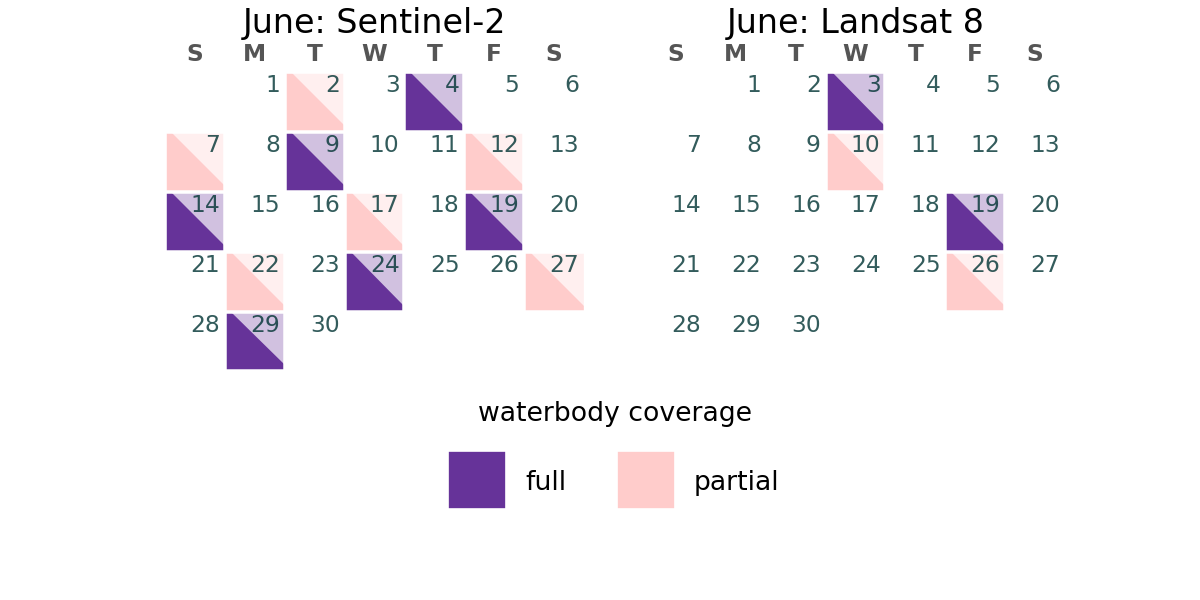 June: Sentinel-2
S M T W T F S
1 2 3 4 5 6
7 8 9 10 11 12 13
14 15 16 17 18 19 20
21 22 23 24 25 26 27
28 29 30
June: Landsat 8
S M T W T F S
1 2 3 4 5 6
7 8 9 10 11 12 13
14 15 16 17 18 19 20
21 22 23 24 25 26 27
28 29 30
waterbody coverage
full partial